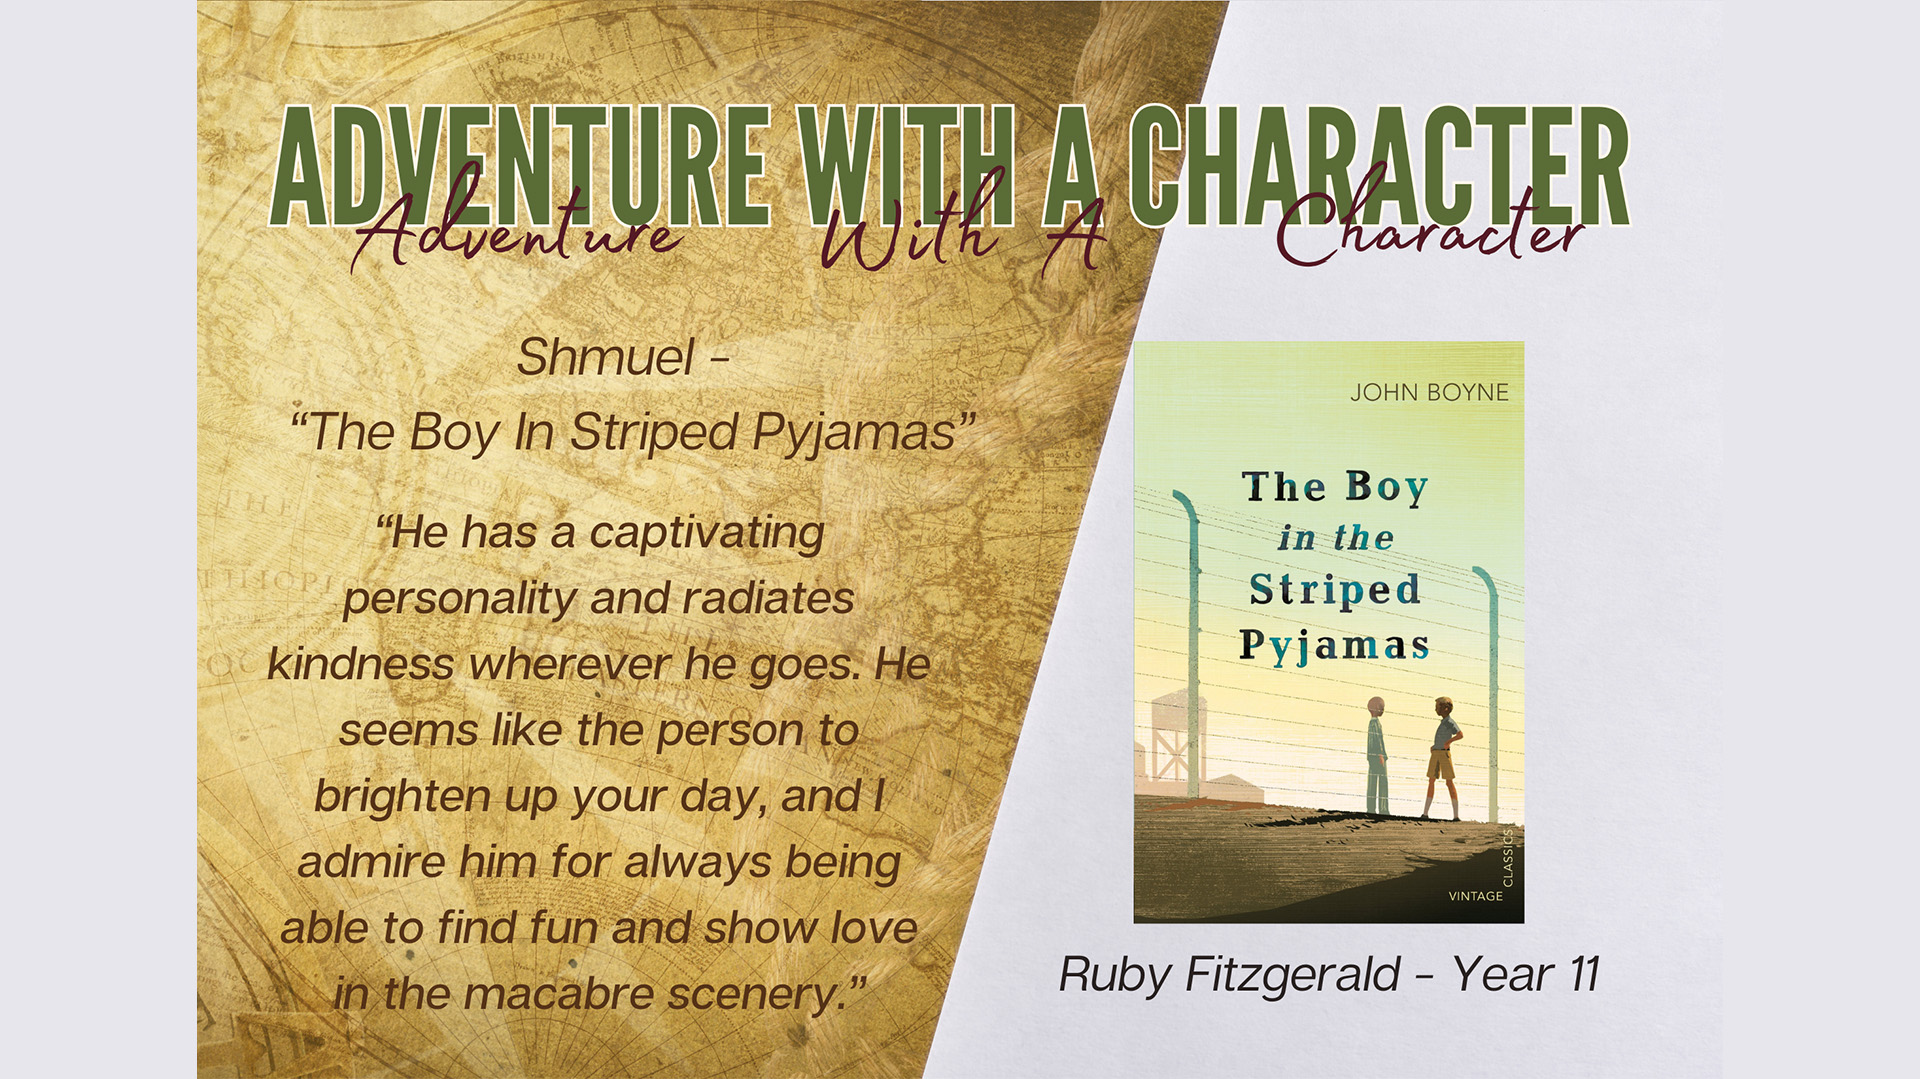 ADVENTURE WITH A CHARACTER
Adventure With A Character
Shmuel -
“The Boy In Striped Pyjamas”
“He has a captivating
personality and radiates
kindness wherever he goes. He
seems like the person to
brighten up your day, and I
admire him for always being
able to find fun and show love
in the macabre scenery.”
JOHN BOYNE
The Boy
in the
Striped
Pyjamas
VINTAGE
CLASSICS
Ruby Fitzgerald - Year 11